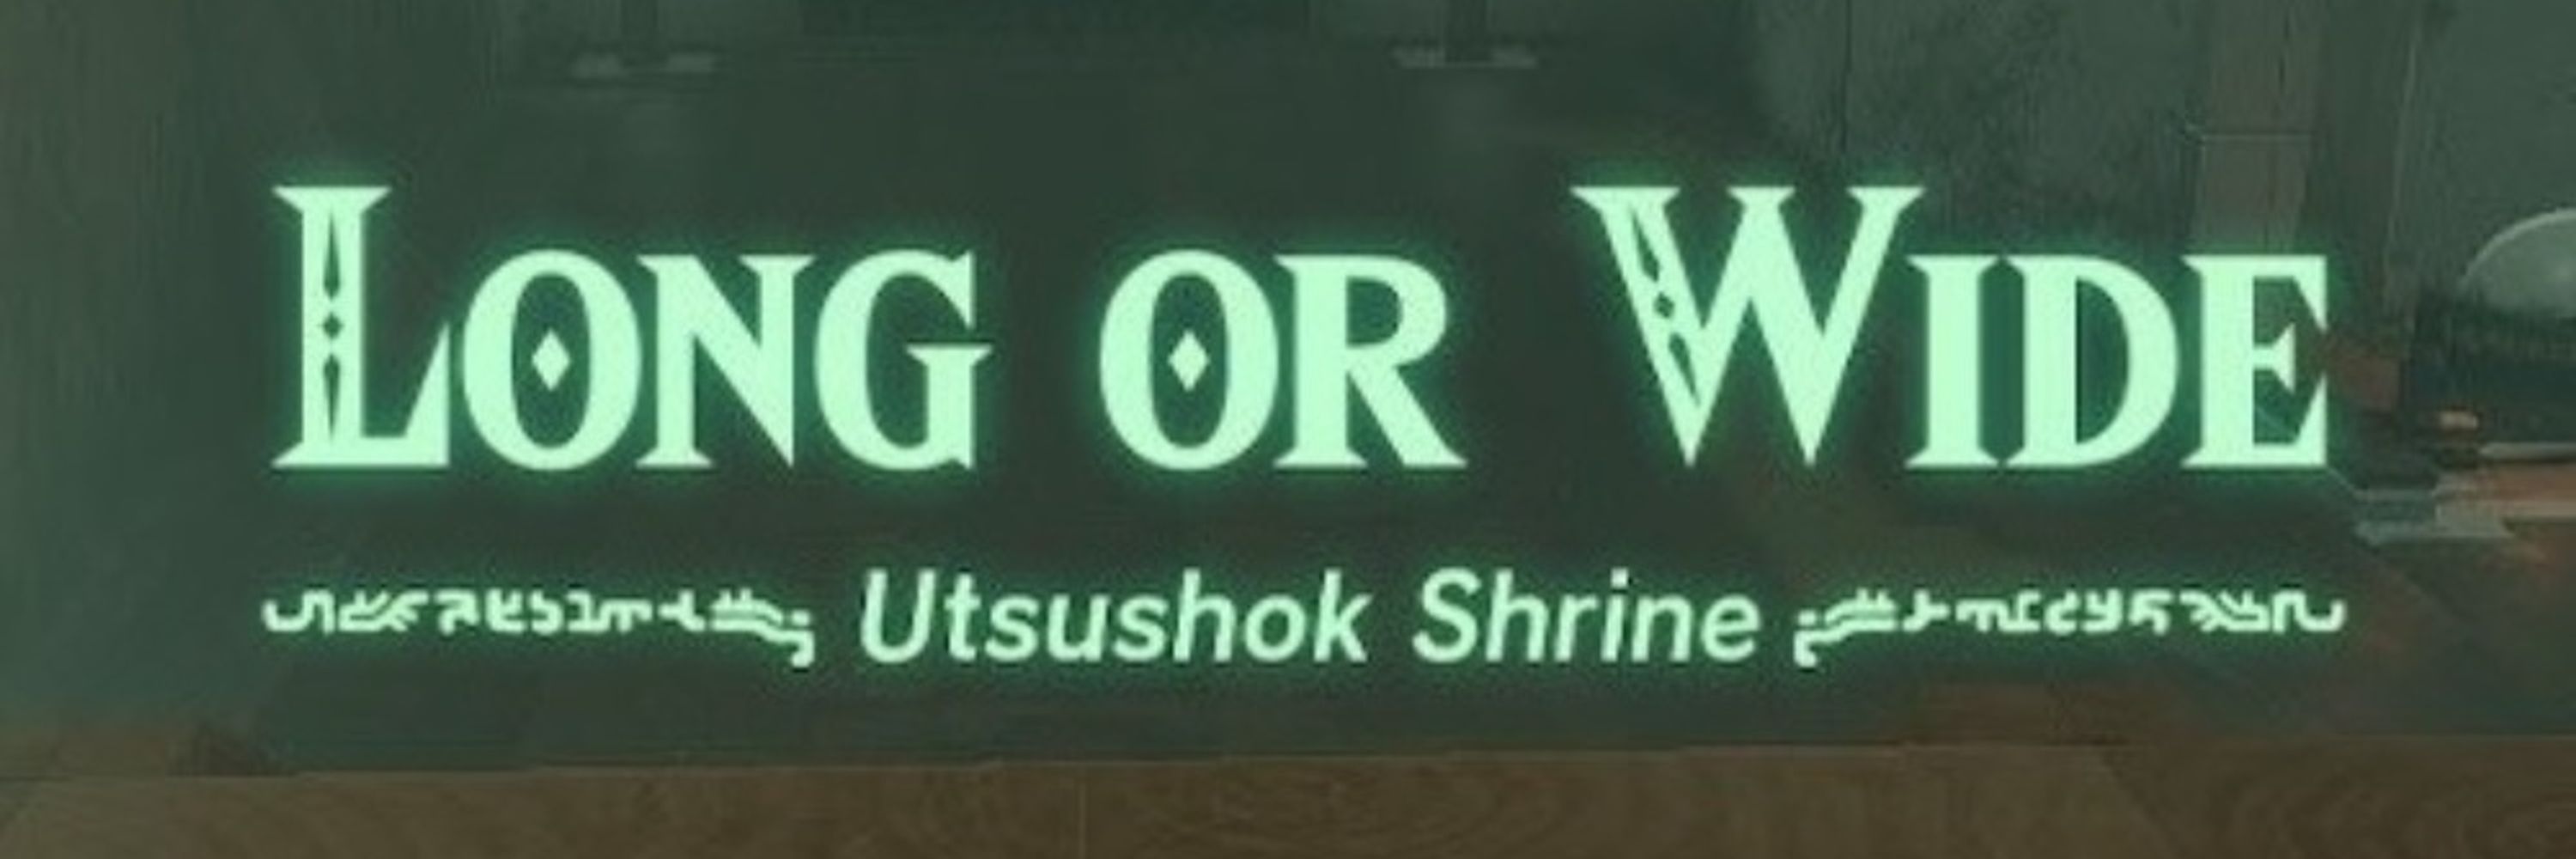 Long or Wide
Utsushok Shrine